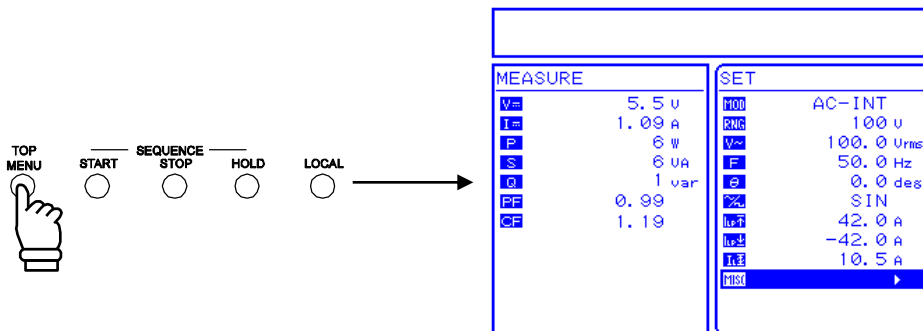 TOP
MENU
SEQUENCE
START STOP HOLD LOCAL
MEASURE
V= 5.5 V
I= 1.09 A
P 6 W
S 6 VA
Q 1 var
PF 0.99
CF 1.19
SET
MOD AC-INT
RNG 100 V
V~ 100.0 Vrms
F 50.0 Hz
θ 0.0 deg
SIN
42.0 A
-42.0 A
10.5 A
MISC